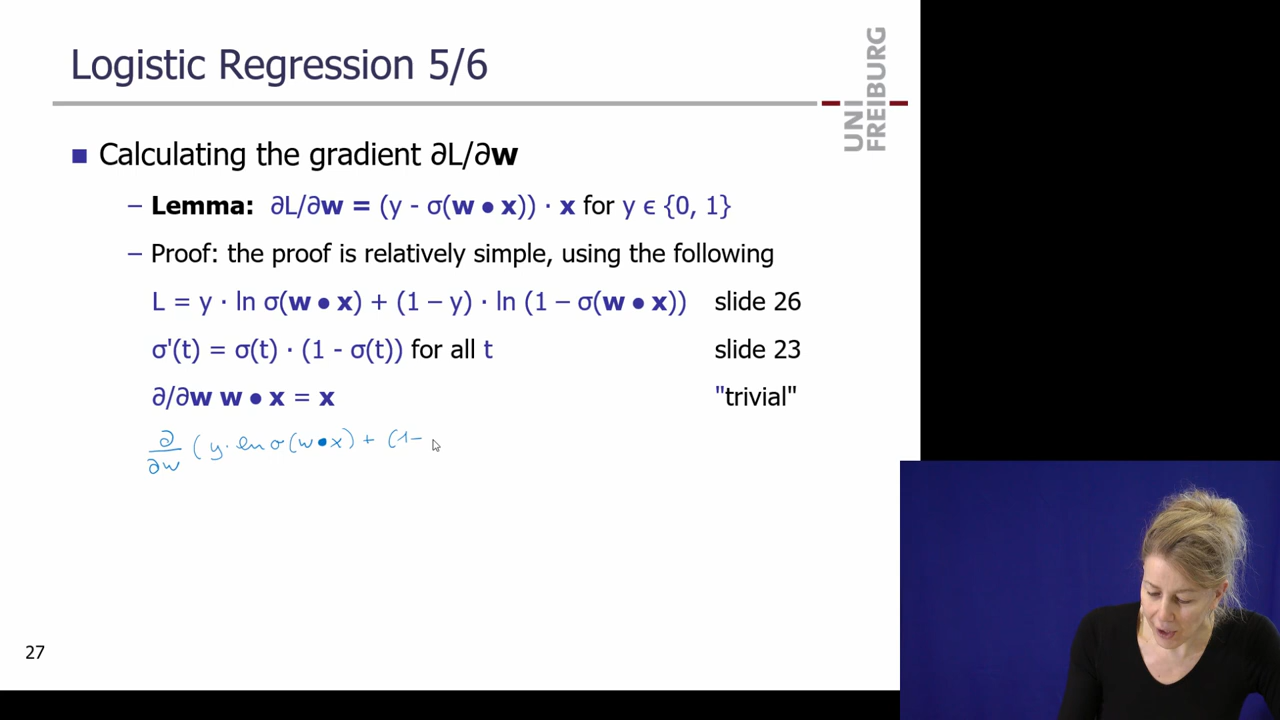 Logistic Regression 5/6
UNI
FREIBURG
■ Calculating the gradient ∂L/∂w
– Lemma: ∂L/∂w = (y - σ(w ● x)) · x for y ϵ {0, 1}
– Proof: the proof is relatively simple, using the following
L = y · ln σ(w ● x) + (1 – y) · ln (1 – σ(w ● x)) slide 26
σ'(t) = σ(t) · (1 - σ(t)) for all t slide 23
∂/∂w w ● x = x "trivial"
∂/∂w (y· ln σ(w●x) + (1–
27